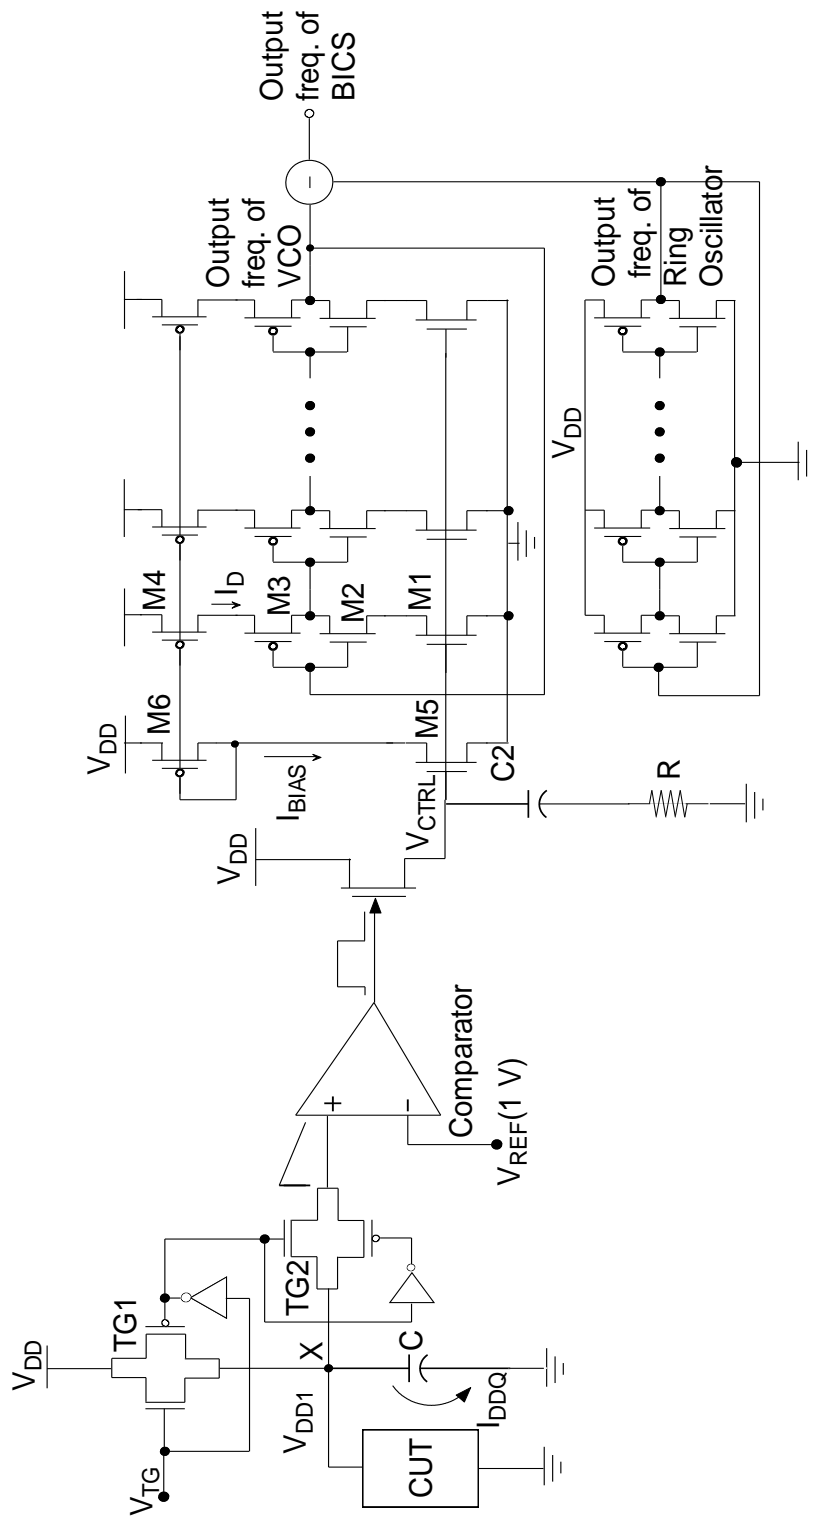 V_DD
TG1
V_TG
V_DD1
X
C
I_DDQ
CUT
TG2
+
−
Comparator
V_REF(1 V)
V_DD
V_CTRL
V_DD
M6
I_BIAS
M5
C2
R
M4
I_D
M3
M2
M1
Output
freq. of
VCO
−
Output
freq. of
BICS
V_DD
Output
freq. of
Ring
Oscillator